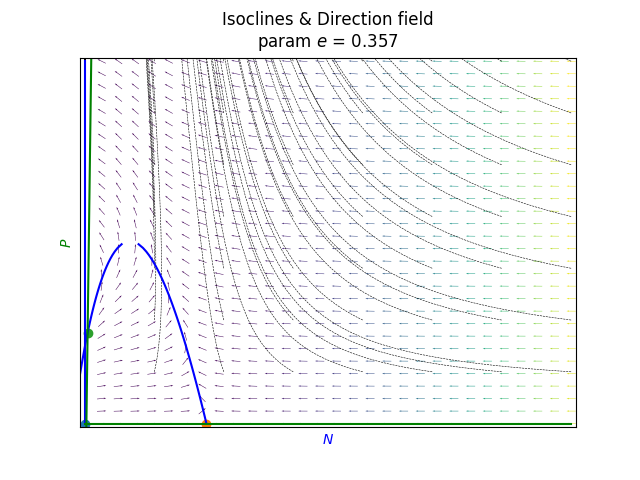 Isoclines & Direction field
param e = 0.357
P
N